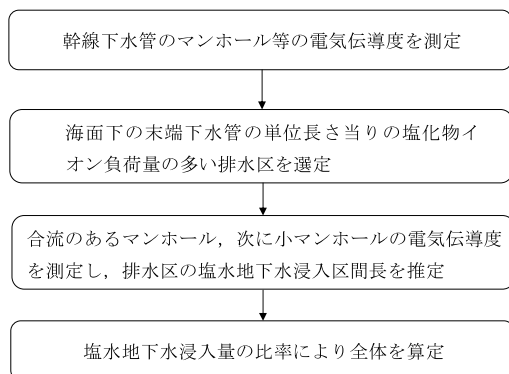 幹線下水管のマンホール等の電気伝導度を測定
海面下の末端下水管の単位長さ当りの塩化物イ
オン負荷量の多い排水区を選定
合流のあるマンホール，次に小マンホールの電気伝導度
を測定し，排水区の塩水地下水浸入区間長を推定
塩水地下水浸入量の比率により全体を算定